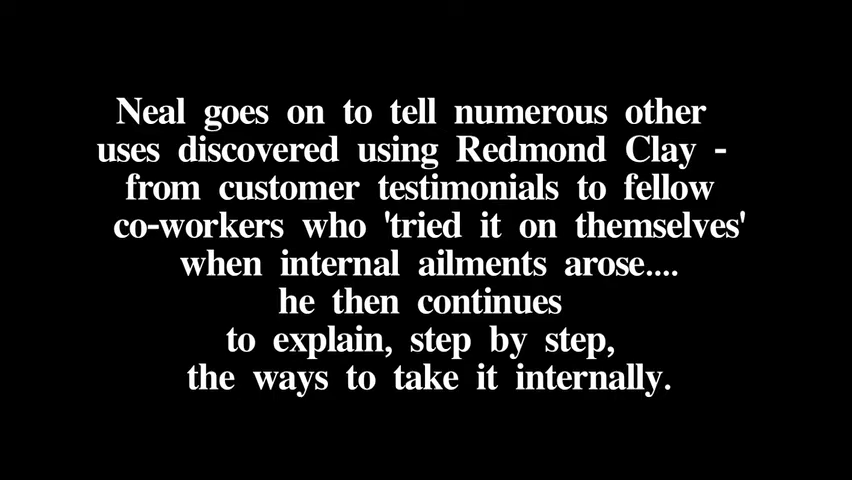 Neal goes on to tell numerous other
uses discovered using Redmond Clay -
from customer testimonials to fellow
co-workers who 'tried it on themselves'
when internal ailments arose....
he then continues
to explain, step by step,
the ways to take it internally.